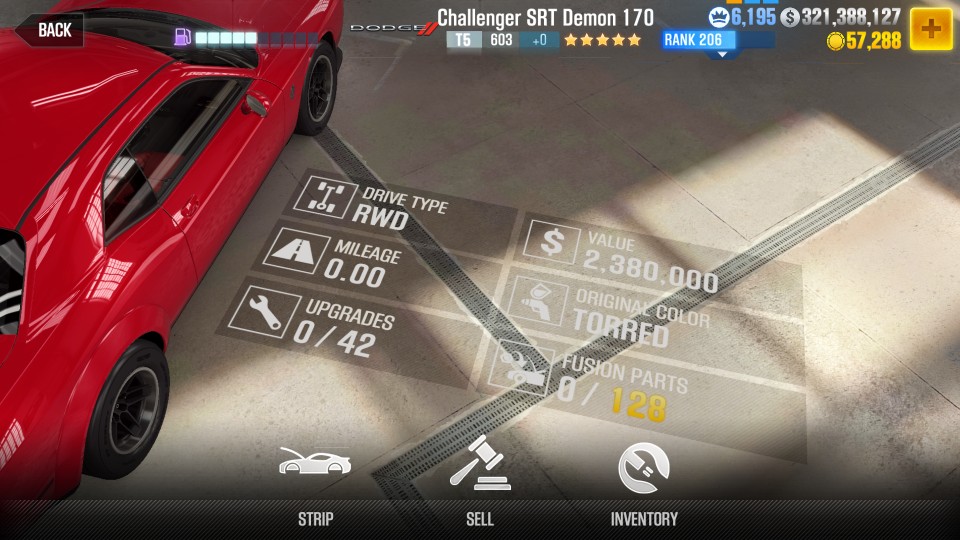 BACK
DODGE
Challenger SRT Demon 170
T5 603 +0
RANK 206
6,195
$ 321,388,127
57,288
DRIVE TYPE
RWD
MILEAGE
0.00
UPGRADES
0 / 42
$
VALUE
2,380,000
ORIGINAL COLOR
TORRED
FUSION PARTS
0 / 128
STRIP
SELL
INVENTORY